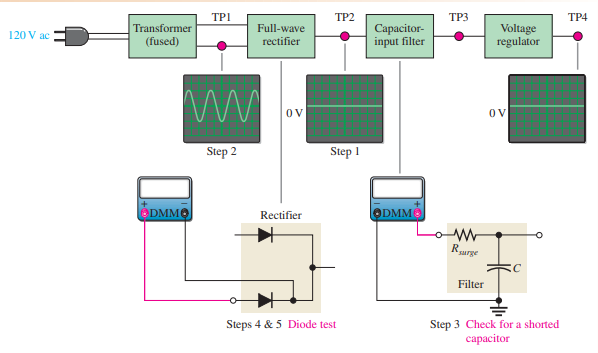 TP1
TP2
TP3
TP4
120 V ac
Transformer
(fused)
Full-wave
rectifier
Capacitor-
input filter
Voltage
regulator
0 V
0 V
Step 2
Step 1
+ −
DMM
− +
DMM
Rectifier
Rsurge
C
Filter
Steps 4 & 5 Diode test
Step 3 Check for a shorted
capacitor